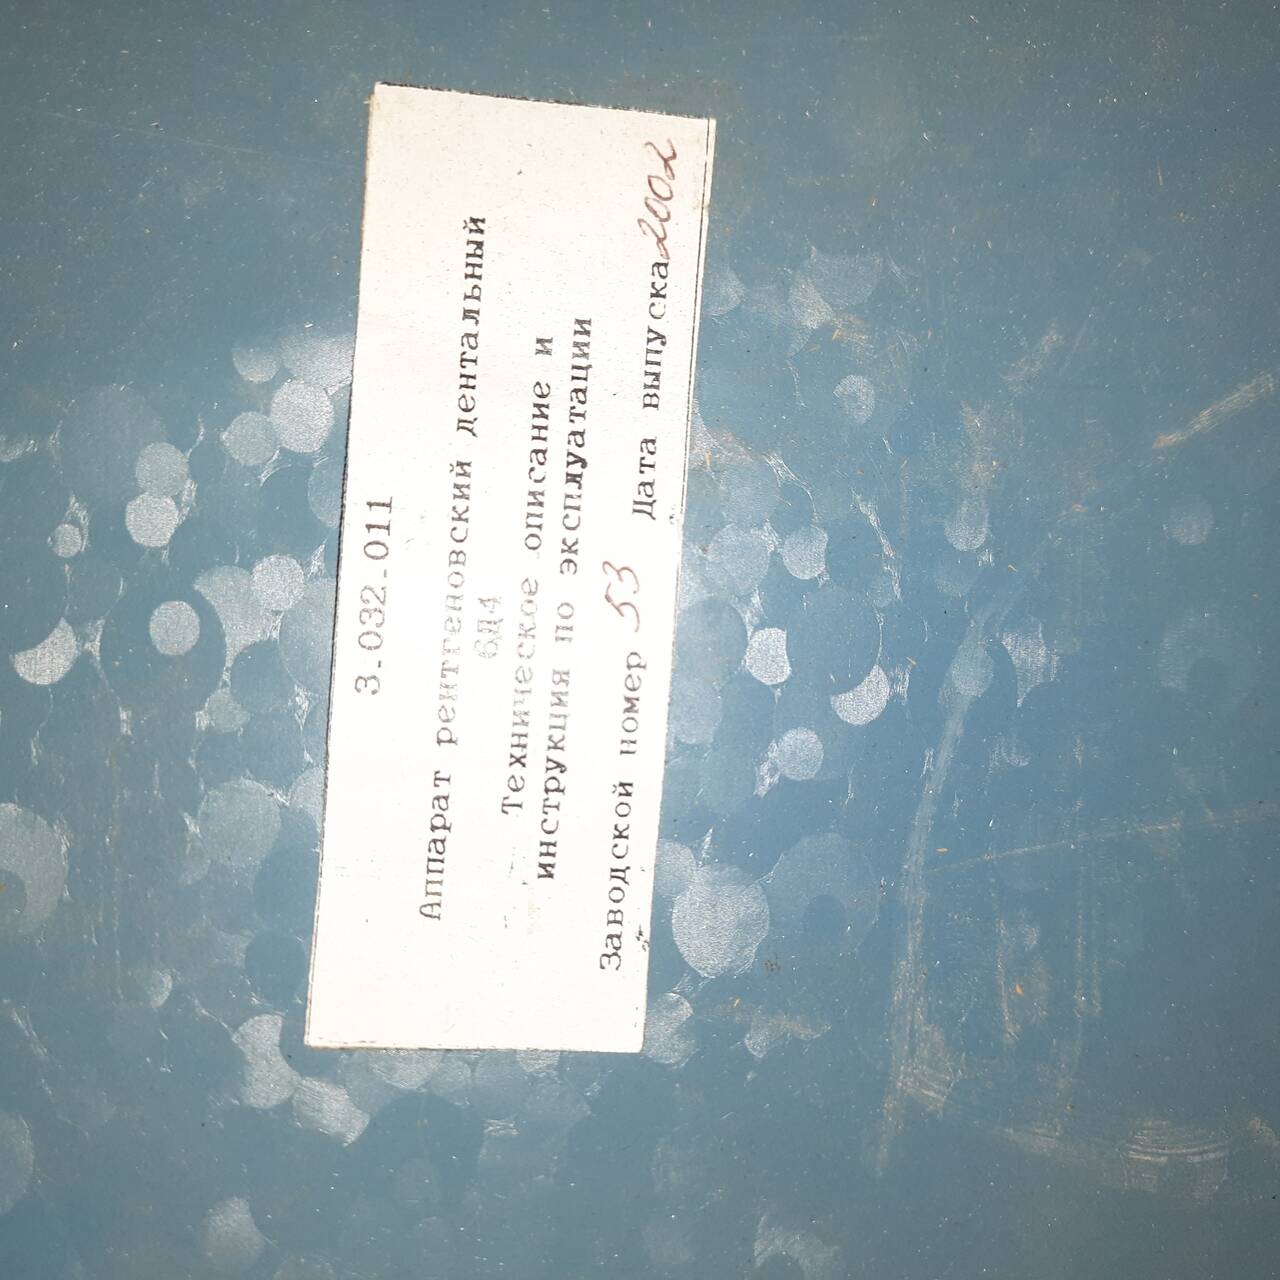 3.032.011
Аппарат рентгеновский дентальный
6Д4
Техническое описание и
инструкция по эксплуатации
Заводской номер 53 Дата выпуска 2002